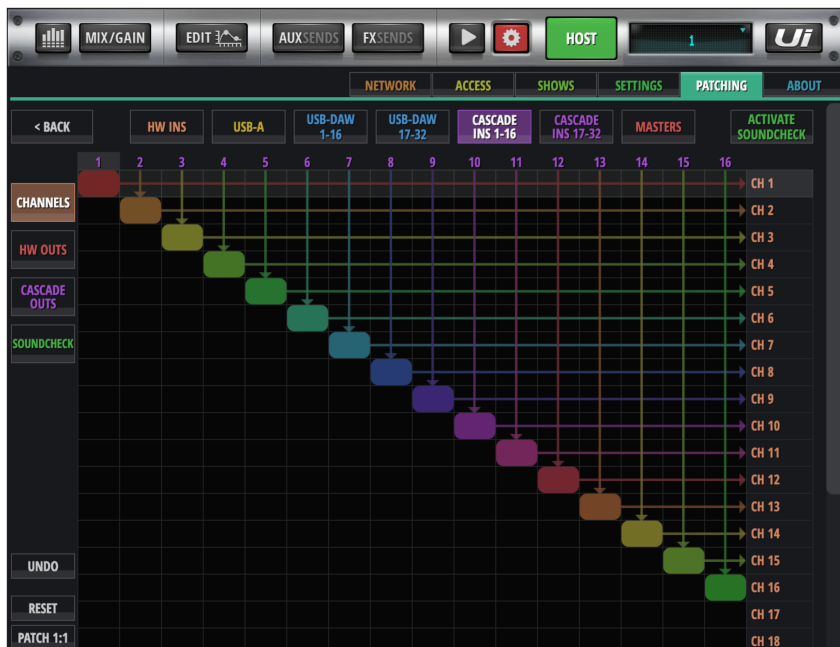 MIX/GAIN EDIT AUXSENDS FXSENDS HOST 1 Ui
NETWORK ACCESS SHOWS SETTINGS PATCHING ABOUT
< BACK HW INS USB-A USB-DAW 1-16 USB-DAW 17-32 CASCADE INS 1-16 CASCADE INS 17-32 MASTERS ACTIVATE SOUNDCHECK
1 2 3 4 5 6 7 8 9 10 11 12 13 14 15 16
CHANNELS
HW OUTS
CASCADE
OUTS
SOUNDCHECK
UNDO
RESET
PATCH 1:1
CH 1
CH 2
CH 3
CH 4
CH 5
CH 6
CH 7
CH 8
CH 9
CH 10
CH 11
CH 12
CH 13
CH 14
CH 15
CH 16
CH 17
CH 18